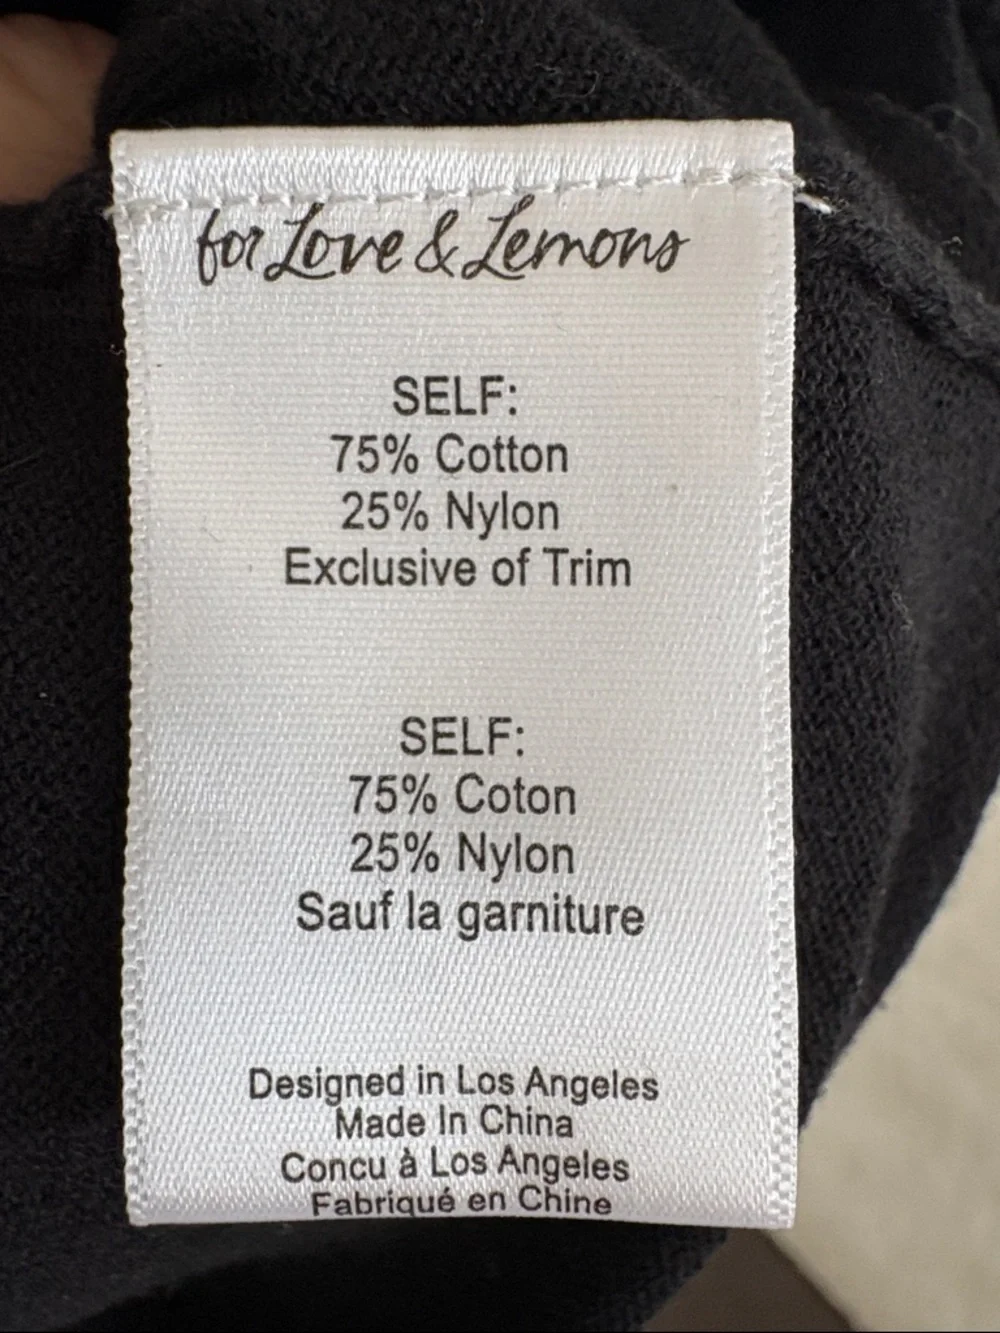 for Love & Lemons
SELF:
75% Cotton
25% Nylon
Exclusive of Trim
SELF:
75% Coton
25% Nylon
Sauf la garniture
Designed in Los Angeles
Made In China
Concu à Los Angeles
Fabriqué en Chine